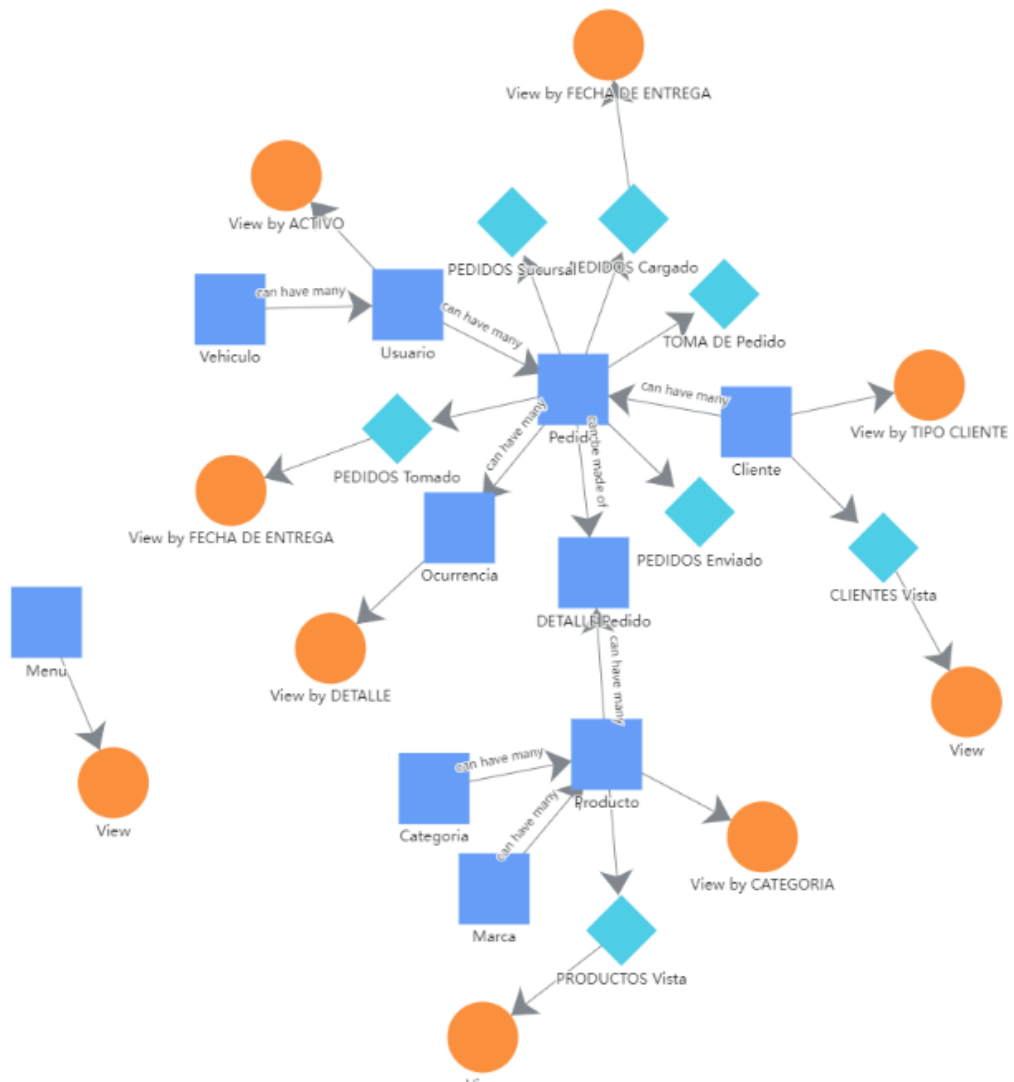 View by FECHA DE ENTREGA
View by ACTIVO
PEDIDOS Sucursal
PEDIDOS Cargado
can have many
Vehiculo
Usuario
can have many
TOMA DE Pedido
can have many
Pedido
Cliente
View by TIPO CLIENTE
can have many
can be made of
PEDIDOS Tomado
View by FECHA DE ENTREGA
Ocurrencia
PEDIDOS Enviado
CLIENTES Vista
DETALLE Pedido
can have many
Menu
View by DETALLE
View
View
can have many
Producto
can have many
Categoria
View by CATEGORIA
Marca
PRODUCTOS Vista